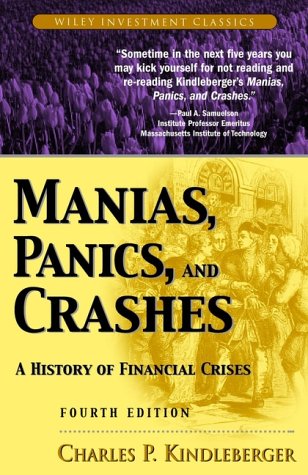 WILEY INVESTMENT CLASSICS
“Sometime in the next five years you
may kick yourself for not reading and
re-reading Kindleberger's Manias,
Panics, and Crashes.”
—Paul A. Samuelson
Institute Professor Emeritus
Massachusetts Institute of Technology
MANIAS,
PANICS, AND
CRASHES
A HISTORY OF FINANCIAL CRISES
FOURTH EDITION
CHARLES P. KINDLEBERGER